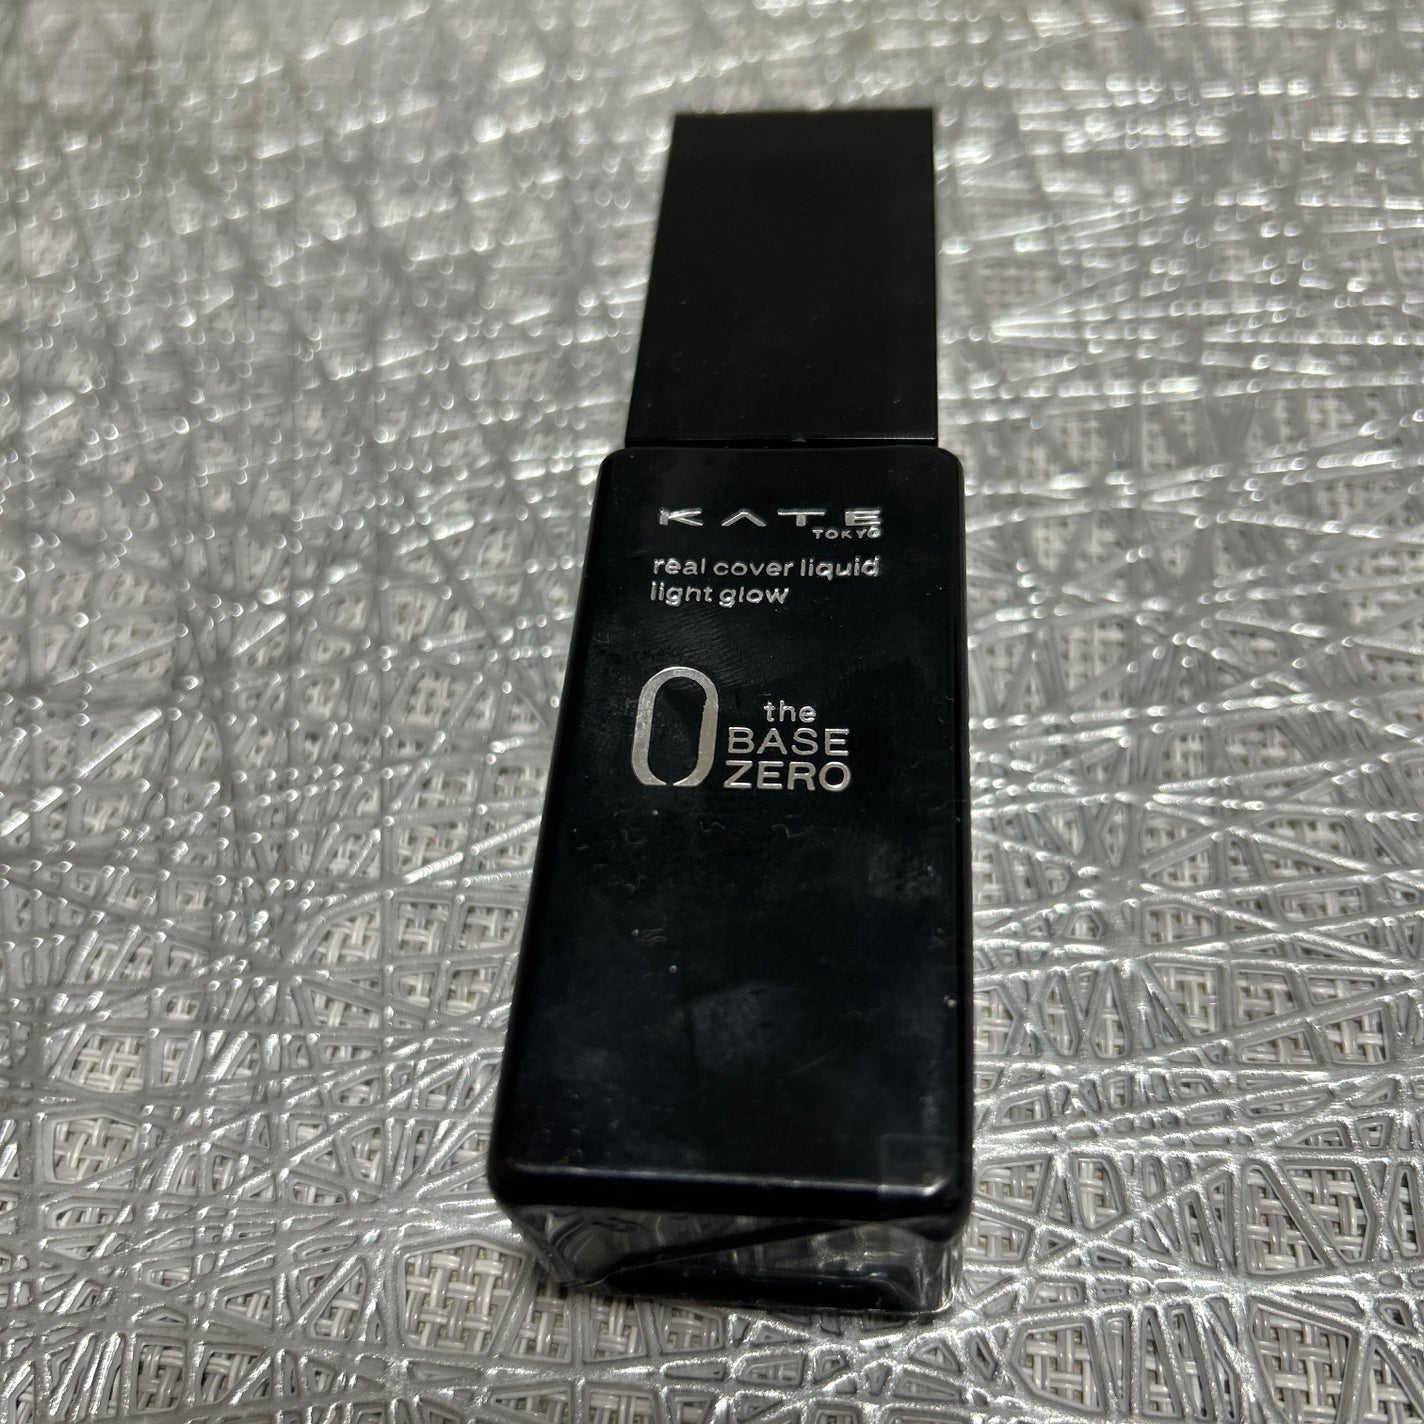 KATE
TOKYO
real cover liquid
light glow
0 the
BASE
ZERO